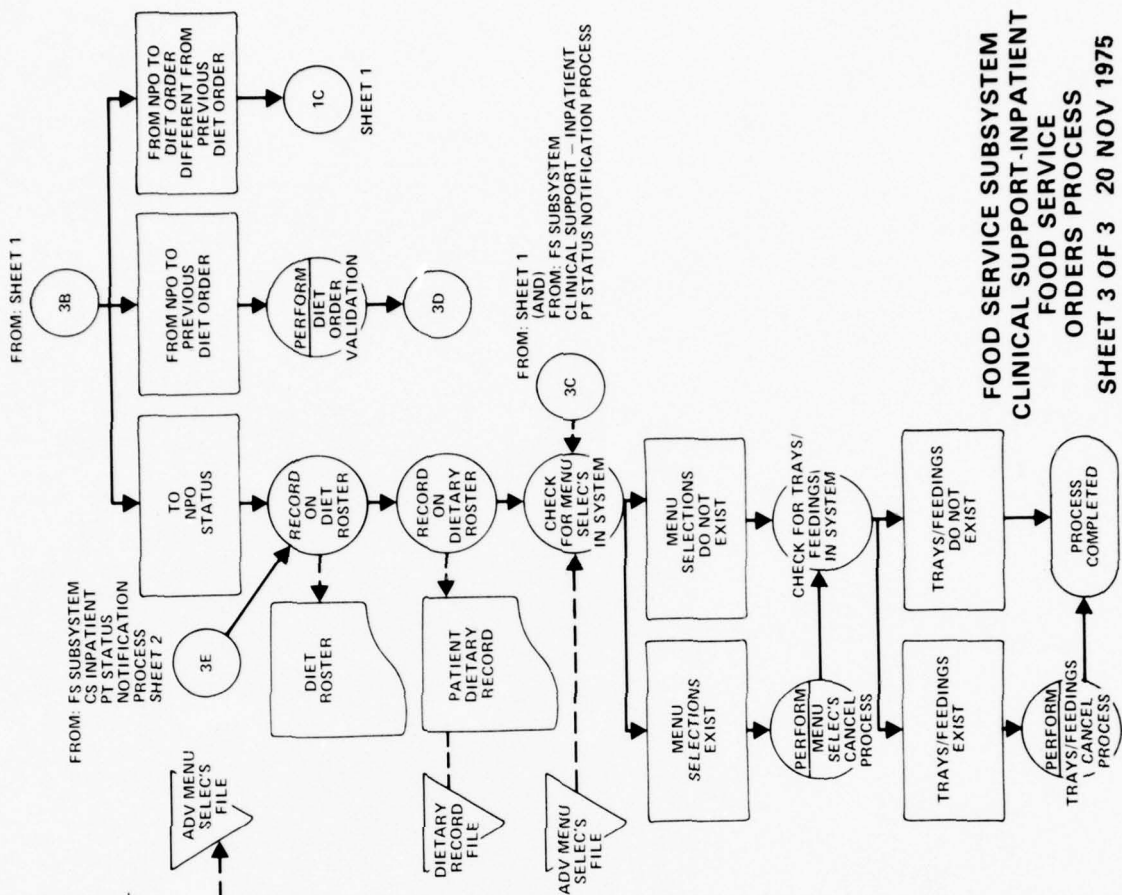 FROM: SHEET 1
3B
TO
NPO
STATUS
FROM NPO TO
PREVIOUS
DIET ORDER
FROM NPO TO
DIET ORDER
DIFFERENT FROM
PREVIOUS
DIET ORDER
1C
SHEET 1
PERFORM
DIET
ORDER
VALIDATION
3D
FROM: FS SUBSYSTEM
CS INPATIENT
PT STATUS
NOTIFICATION
PROCESS
SHEET 2
3E
RECORD
ON
DIET
ROSTER
DIET
ROSTER
ADV MENU
SELEC'S
FILE
RECORD
ON
DIETARY
ROSTER
PATIENT
DIETARY
RECORD
DIETARY
RECORD
FILE
FROM: SHEET 1
(AND)
FROM: FS SUBSYSTEM
CLINICAL SUPPORT – INPATIENT
PT STATUS NOTIFICATION PROCESS
3C
CHECK
FOR MENU
SELEC'S
IN SYSTEM
ADV MENU
SELEC'S
FILE
MENU
SELECTIONS
EXIST
MENU
SELECTIONS
DO NOT
EXIST
PERFORM
MENU
SELEC'S
CANCEL
PROCESS
CHECK FOR TRAYS/
FEEDINGS
IN SYSTEM
TRAYS/FEEDINGS
EXIST
TRAYS/FEEDINGS
DO NOT
EXIST
PERFORM
TRAYS/FEEDINGS
CANCEL
PROCESS
PROCESS
COMPLETED
FOOD SERVICE SUBSYSTEM
CLINICAL SUPPORT-INPATIENT
FOOD SERVICE
ORDERS PROCESS
SHEET 3 OF 3 20 NOV 1975